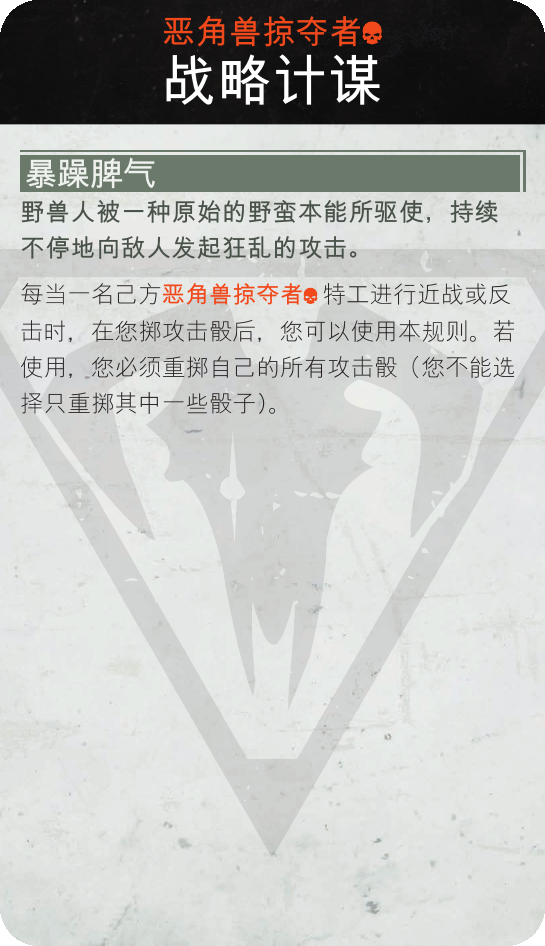 恶角兽掠夺者
战略计谋
暴躁脾气
野兽人被一种原始的野蛮本能所驱使，持续
不停地向敌人发起狂乱的攻击。
每当一名己方恶角兽掠夺者 特工进行近战或反
击时，在您掷攻击骰后，您可以使用本规则。若
使用，您必须重掷自己的所有攻击骰（您不能选
择只重掷其中一些骰子）。